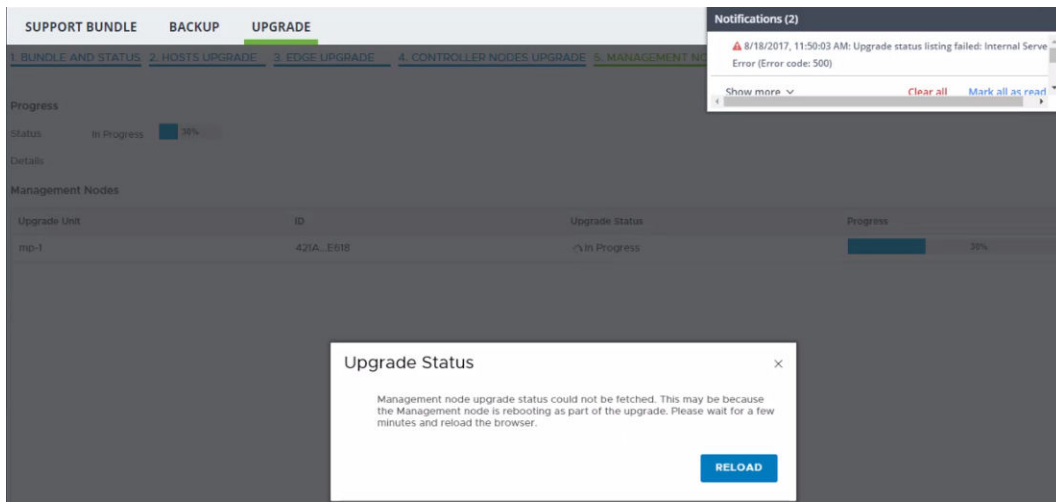 SUPPORT BUNDLE BACKUP UPGRADE
Notifications (2)
8/18/2017, 11:50:03 AM: Upgrade status listing failed: Internal Serve
Error (Error code: 500)
Show more Clear all Mark all as read
1. BUNDLE AND STATUS 2. HOSTS UPGRADE 3. EDGE UPGRADE 4. CONTROLLER NODES UPGRADE 5. MANAGEMENT NO
Progress
Status In Progress
Details
Management Nodes
Upgrade Unit ID Upgrade Status Progress
mp-1 421A...E618 In Progress
Upgrade Status
Management node upgrade status could not be fetched. This may be because
the Management node is rebooting as part of the upgrade. Please wait for a few
minutes and reload the browser.
RELOAD